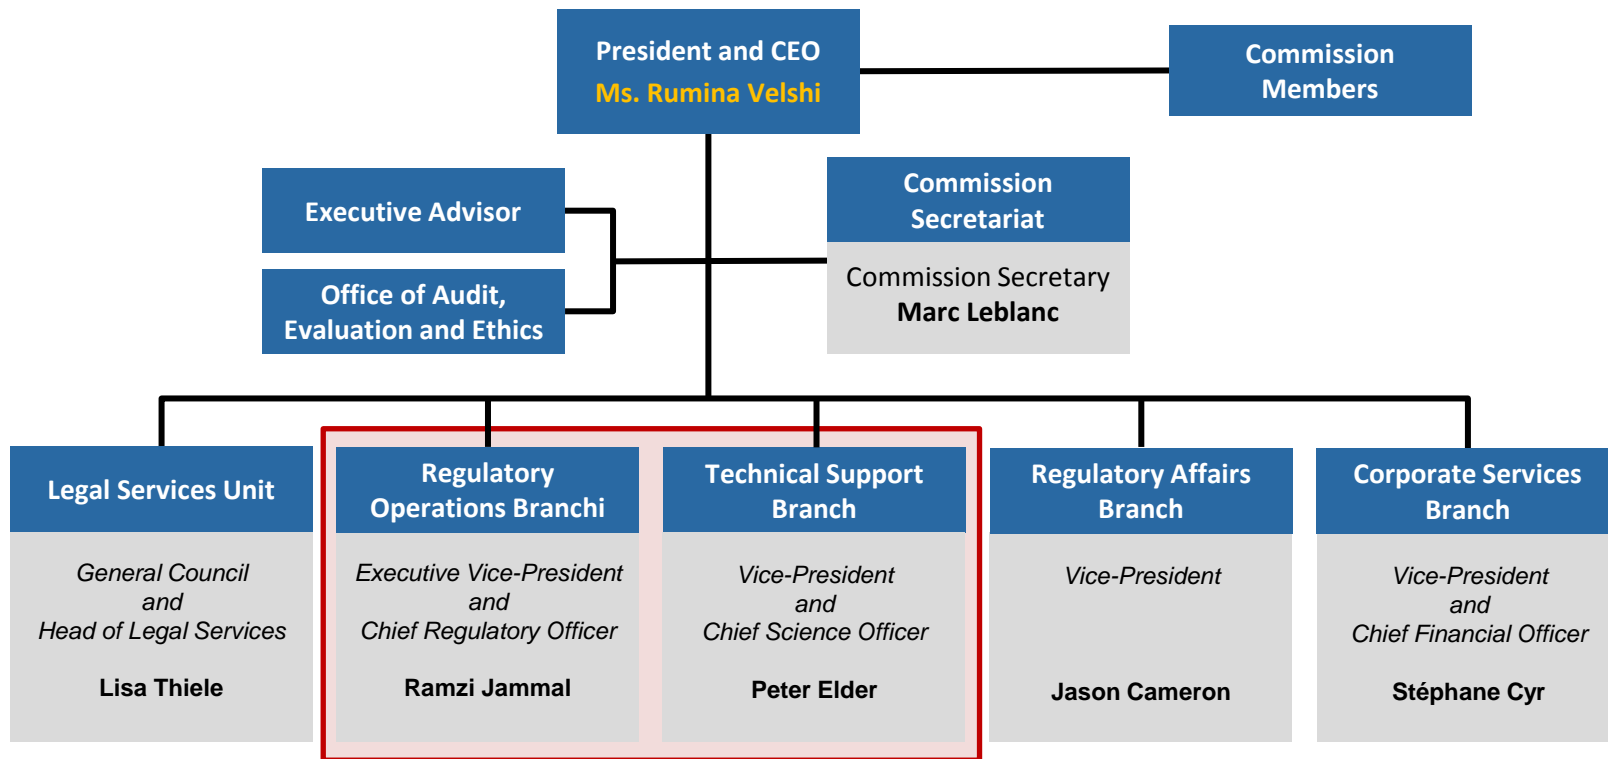 President and CEO
Ms. Rumina Velshi
Commission
Members
Executive Advisor
Office of Audit,
Evaluation and Ethics
Commission
Secretariat
Commission Secretary
Marc Leblanc
Legal Services Unit
General Council
and
Head of Legal Services
Lisa Thiele
Regulatory
Operations Branchi
Executive Vice-President
and
Chief Regulatory Officer
Ramzi Jammal
Technical Support
Branch
Vice-President
and
Chief Science Officer
Peter Elder
Regulatory Affairs
Branch
Vice-President
Jason Cameron
Corporate Services
Branch
Vice-President
and
Chief Financial Officer
Stéphane Cyr